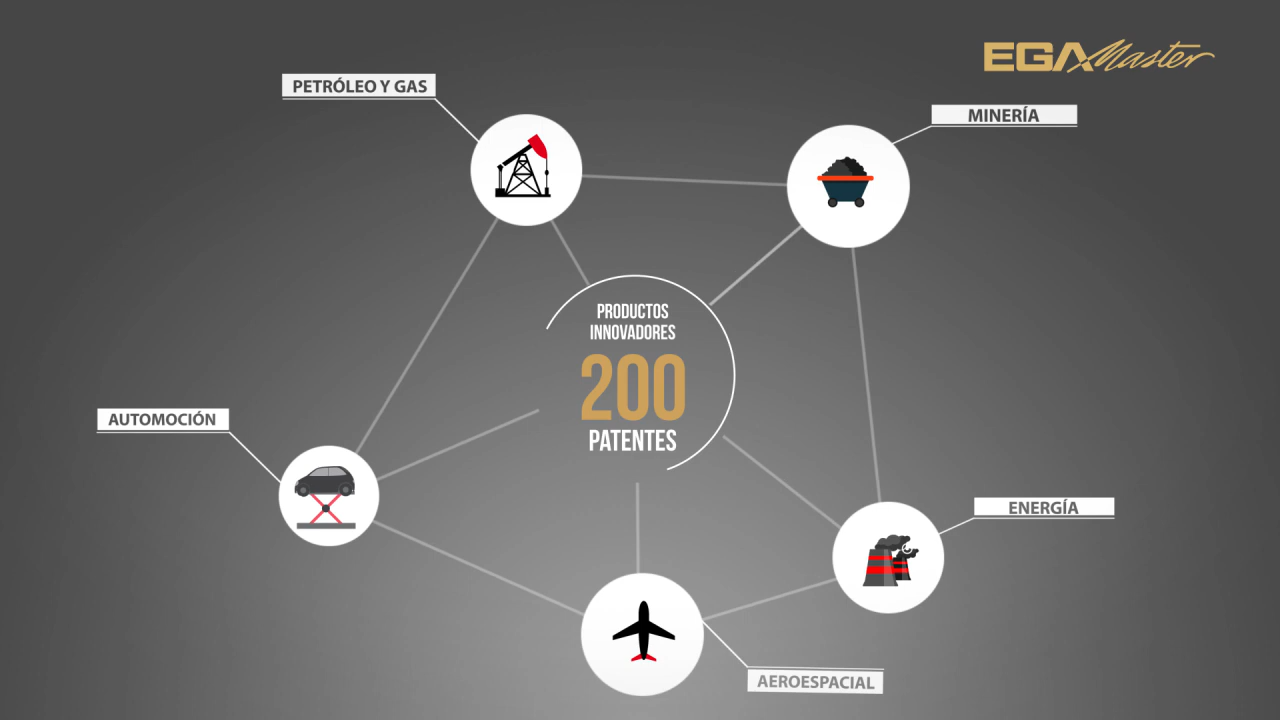 EGA Master
PETRÓLEO Y GAS
MINERÍA
PRODUCTOS
INNOVADORES
200
PATENTES
AUTOMOCIÓN
ENERGÍA
AEROESPACIAL